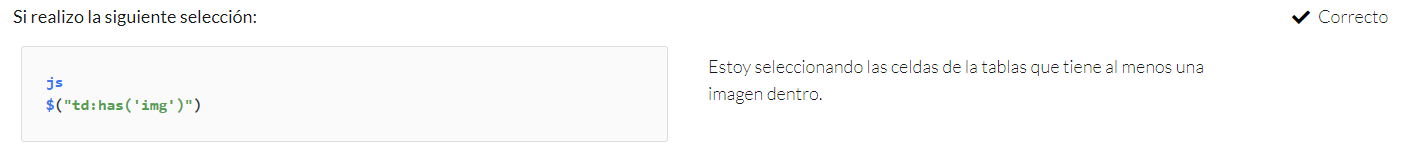 Si realizo la siguiente selección:
Correcto
js
$("td:has('img')")
Estoy seleccionando las celdas de la tablas que tiene al menos una
imagen dentro.